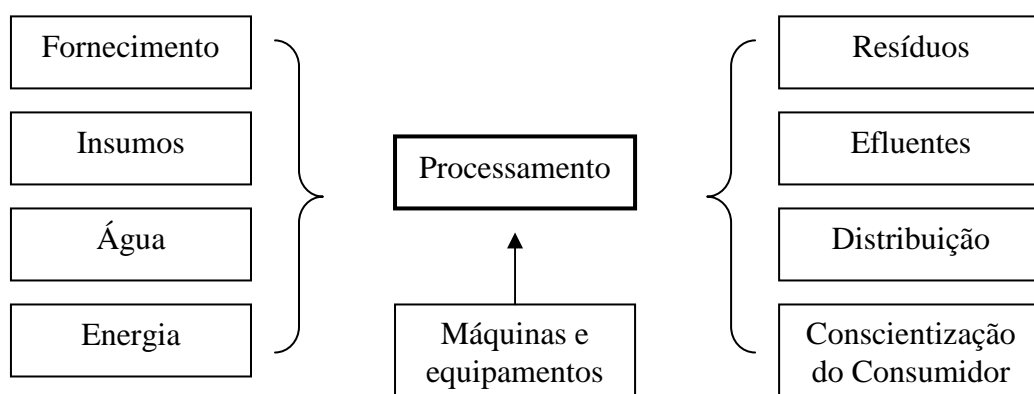 Fornecimento
Insumos
Água
Energia
Processamento
Máquinas e
equipamentos
Resíduos
Efluentes
Distribuição
Conscientização
do Consumidor